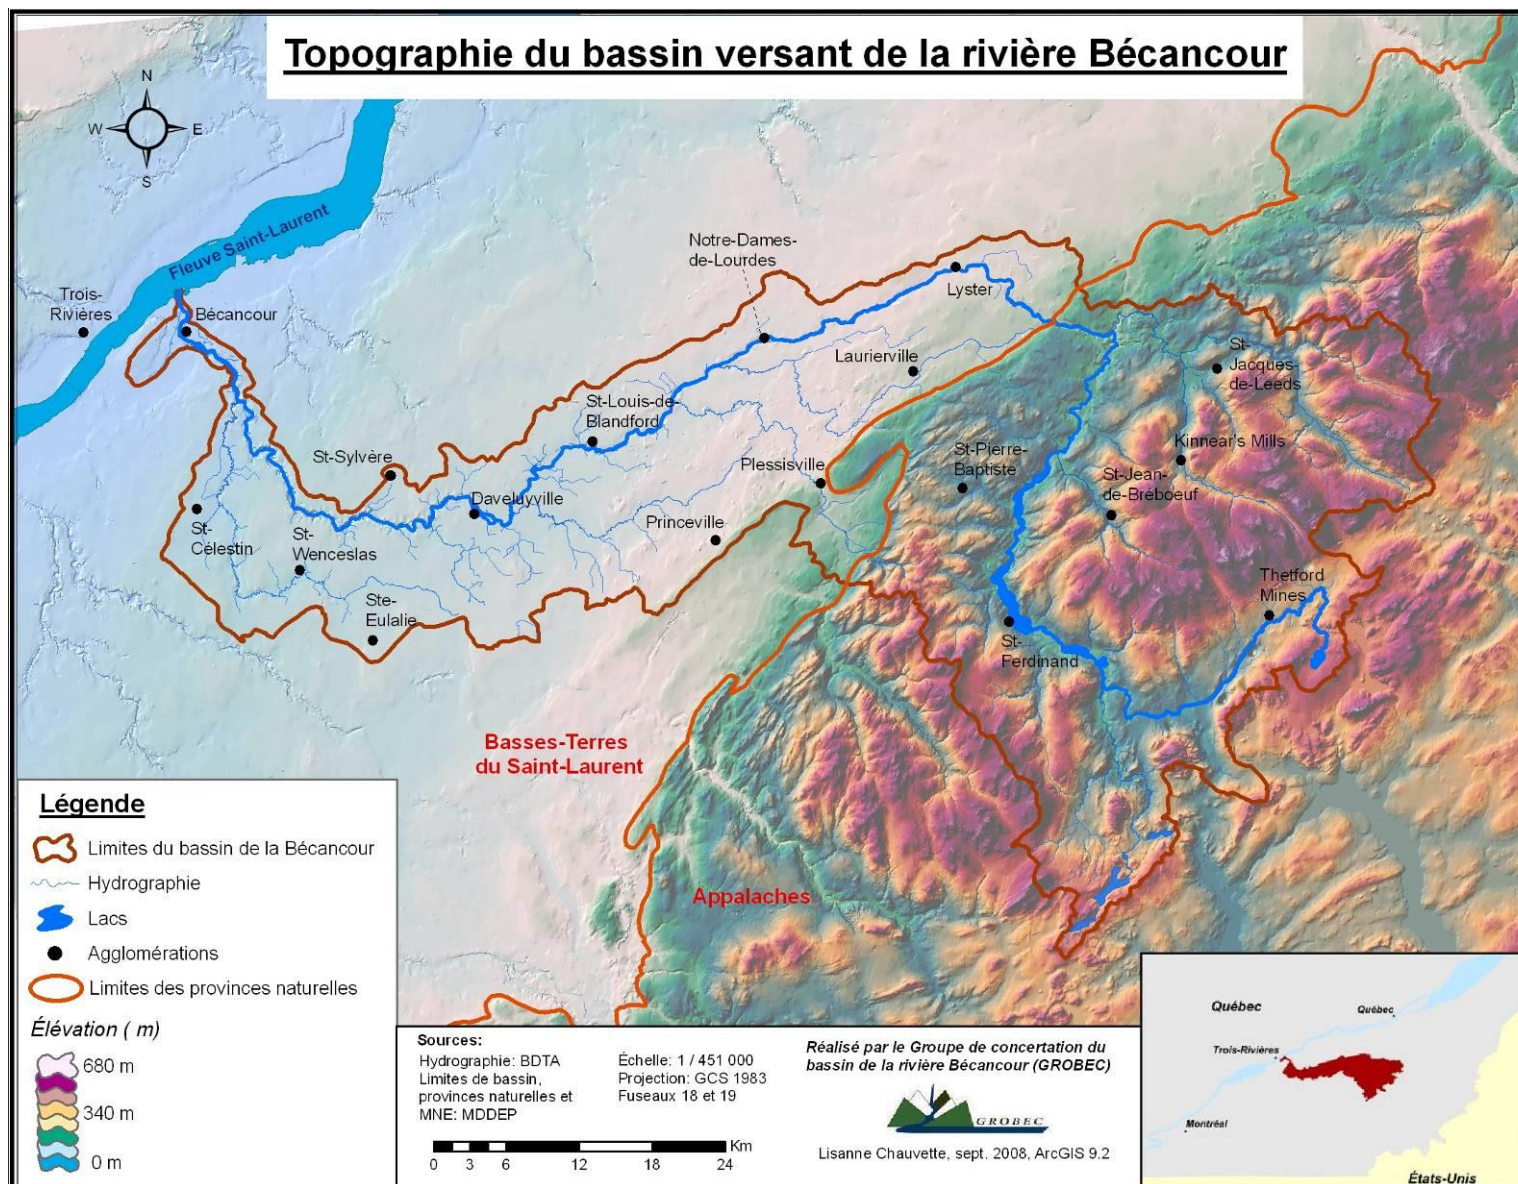 Topographie du bassin versant de la rivière Bécancour
N
W
E
S
Fleuve Saint-Laurent
Trois-
Rivières
Bécancour
Notre-Dames-
de-Lourdes
Lyster
Laurierville
St-
Jacques-
de-Leeds
St-Louis-de-
Blandford
St-Sylvère
Plessisville
St-Pierre-
Baptiste
Kinnear's Mills
St-Jean-
de-Breboeuf
Daveluyville
Princeville
St-
Célestin
St-
Wenceslas
Ste-
Eulalie
Thetford
Mines
St-
Ferdinand
Basses-Terres
du Saint-Laurent
Appalaches
Légende
Limites du bassin de la Bécancour
Hydrographie
Lacs
Agglomérations
Limites des provinces naturelles
Élévation ( m)
680 m
340 m
0 m
Sources:
Hydrographie: BDTA
Limites de bassin,
provinces naturelles et
MNE: MDDEP
Échelle: 1 / 451 000
Projection: GCS 1983
Fuseaux 18 et 19
Km
0 3 6 12 18 24
Réalisé par le Groupe de concertation du
bassin de la rivière Bécancour (GROBEC)
GROBEC
Lisanne Chauvette, sept. 2008, ArcGIS 9.2
Québec
Québec
Trois-Rivières
Montréal
États-Unis